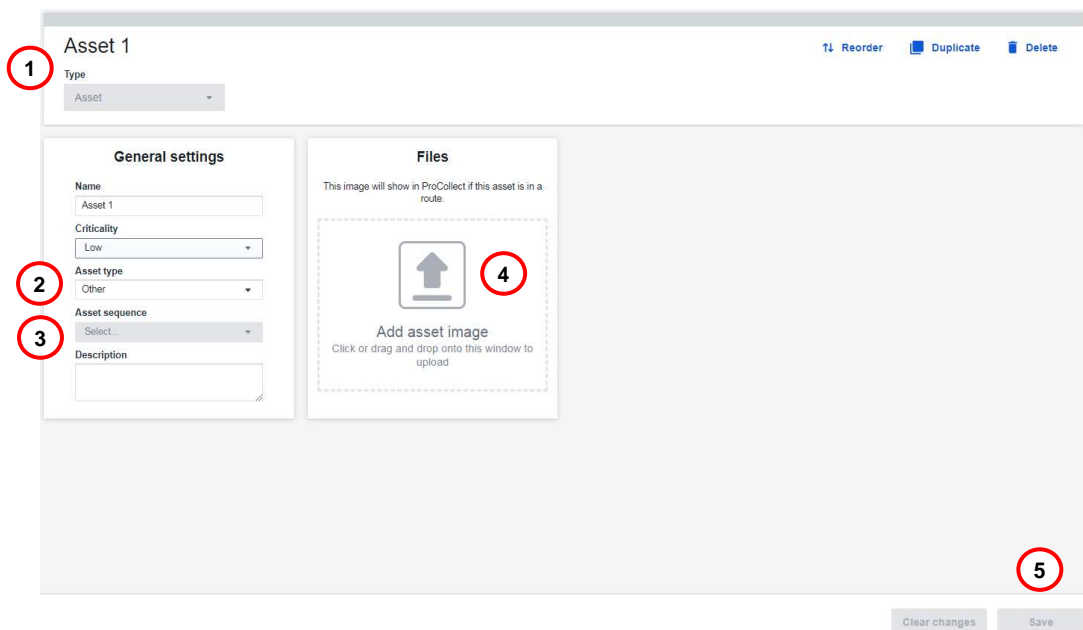 Asset 1
Reorder
Duplicate
Delete
1
Type
Asset
General settings
Name
Asset 1
Criticality
Low
2
Asset type
Other
3
Asset sequence
Select...
Description
Files
This image will show in ProCollect if this asset is in a
route.
4
Add asset image
Click or drag and drop onto this window to
upload
5
Clear changes
Save